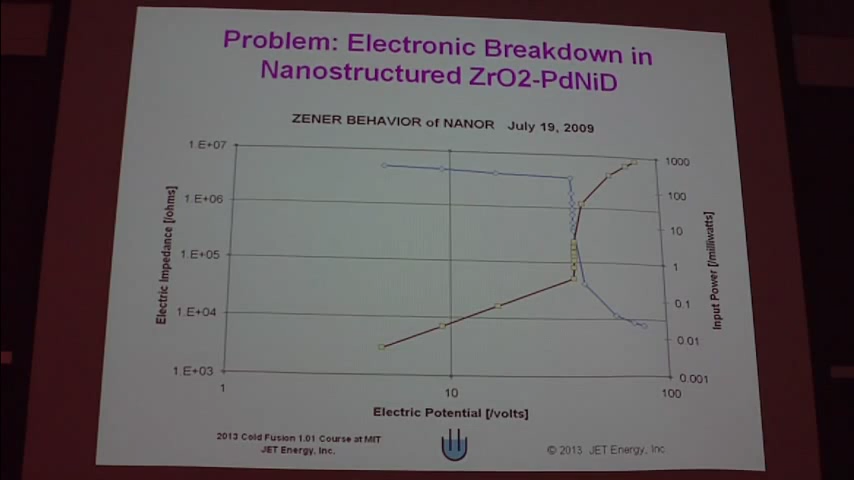 Problem: Electronic Breakdown in
Nanostructured ZrO2-PdNiD
ZENER BEHAVIOR of NANOR July 19, 2009
1.E+07
1.E+06
1.E+05
1.E+04
1.E+03
Electric Impedance [/ohms]
1000
100
10
1
0.1
0.01
0.001
Input Power [/milliwatts]
1
10
100
Electric Potential [/volts]
2013 Cold Fusion 1.01 Course at MIT
JET Energy, Inc.
© 2013 JET Energy, Inc